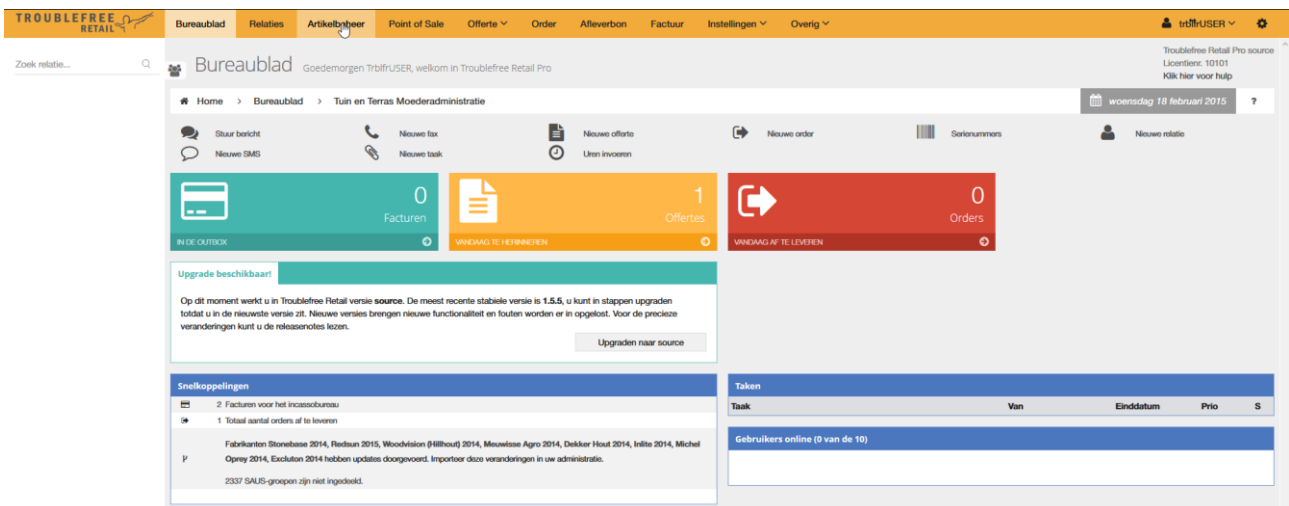 TROUBLEFREE
RETAIL
Bureaublad Relaties Artikelbeheer Point of Sale Offerte Order Afleverbon Factuur Instellingen Overig trblfrUSER
Zoek relatie...
Bureaublad Goedemorgen TrblfrUSER, welkom in Troublefree Retail Pro
Troublefree Retail Pro source
Licentienr. 10101
Klik hier voor hulp
Home > Bureaublad > Tuin en Terras Moederadministratie
woensdag 18 februari 2015 ?
Stuur bericht Nieuwe fax Nieuwe offerte Nieuwe order Serienummers Nieuwe relatie
Nieuwe SMS Nieuwe taak Uren invoeren
0 1 0
Facturen Offertes Orders
IN DE OUTBOX VANDAAG TE HERINNEREN VANDAAG AF TE LEVEREN
Upgrade beschikbaar!
Op dit moment werkt u in Troublefree Retail versie source. De meest recente stabiele versie is 1.5.5, u kunt in stappen upgraden
totdat u in de nieuwste versie zit. Nieuwe versies brengen nieuwe functionaliteit en fouten worden er in opgelost. Voor de precieze
veranderingen kunt u de releasenotes lezen.
Upgraden naar source
Snelkoppelingen
2 Facturen voor het incassobureau
1 Totaal aantal orders af te leveren
Fabrikanten Stonebase 2014, Redsun 2015, Woodvision (Hillhout) 2014, Meuwisse Agro 2014, Dekker Hout 2014, Inlite 2014, Michel
Oprey 2014, Excluton 2014 hebben updates doorgevoerd. Importeer deze veranderingen in uw administratie.
2337 SAUS-groepen zijn niet ingedeeld.
Taken
Taak Van Einddatum Prio S
Gebruikers online (0 van de 10)